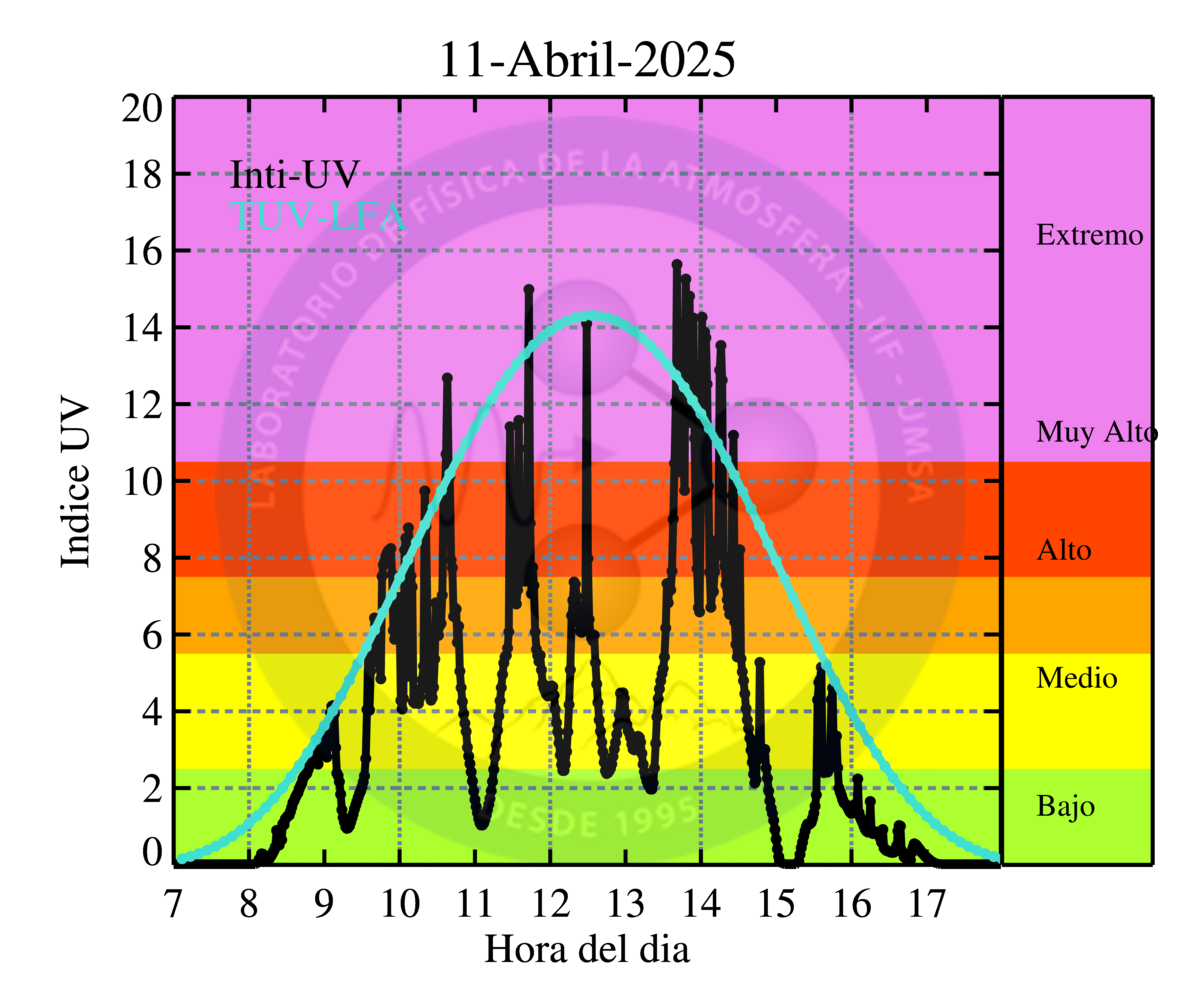 11-Abril-2025
20
18
16
14
12
10
8
6
4
2
0
Indice UV
Inti-UV
TUV-LFA
LABORATORIO DE FÍSICA DE LA ATMÓSFERA - IIF - UMSA
DESDE 1995
Extremo
Muy Alto
Alto
Medio
Bajo
7 8 9 10 11 12 13 14 15 16 17
Hora del dia